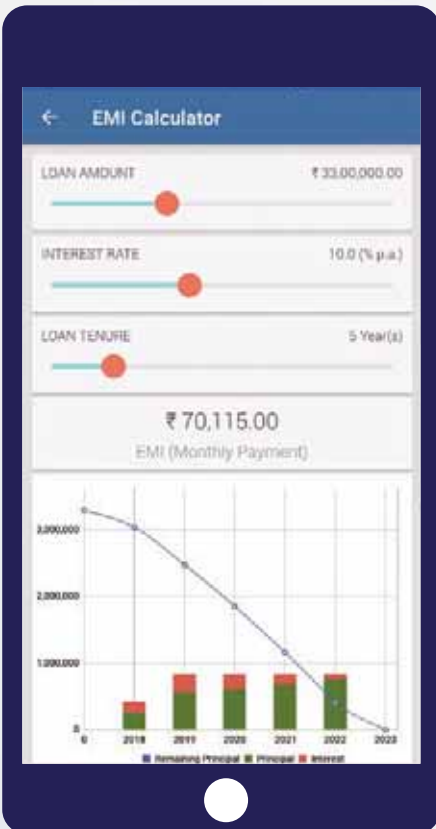 EMI Calculator
LOAN AMOUNT ₹ 33,00,000.00
INTEREST RATE 10.0 (% p.a.)
LOAN TENURE 5 Year(s)
₹ 70,115.00
EMI (Monthly Payment)
3,000,000
2,000,000
1,000,000
0
0 2018 2019 2020 2021 2022 2023
Remaining Principal Principal Interest